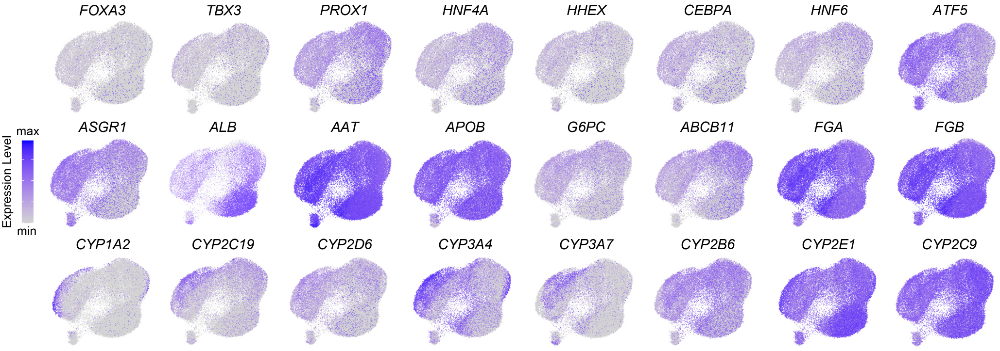 FOXA3 TBX3 PROX1 HNF4A HHEX CEBPA HNF6 ATF5
ASGR1 ALB AAT APOB G6PC ABCB11 FGA FGB
max
Expression Level
min
CYP1A2 CYP2C19 CYP2D6 CYP3A4 CYP3A7 CYP2B6 CYP2E1 CYP2C9